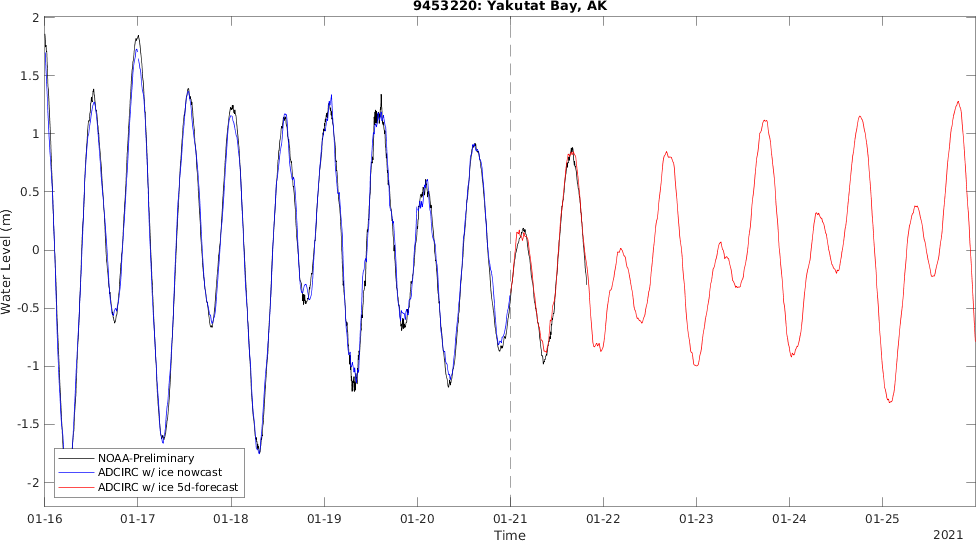 9453220: Yakutat Bay, AK
Water Level (m)
2
1.5
1
0.5
0
-0.5
-1
-1.5
-2
NOAA-Preliminary
ADCIRC w/ ice nowcast
ADCIRC w/ ice 5d-forecast
01-16 01-17 01-18 01-19 01-20 01-21 01-22 01-23 01-24 01-25
Time
2021